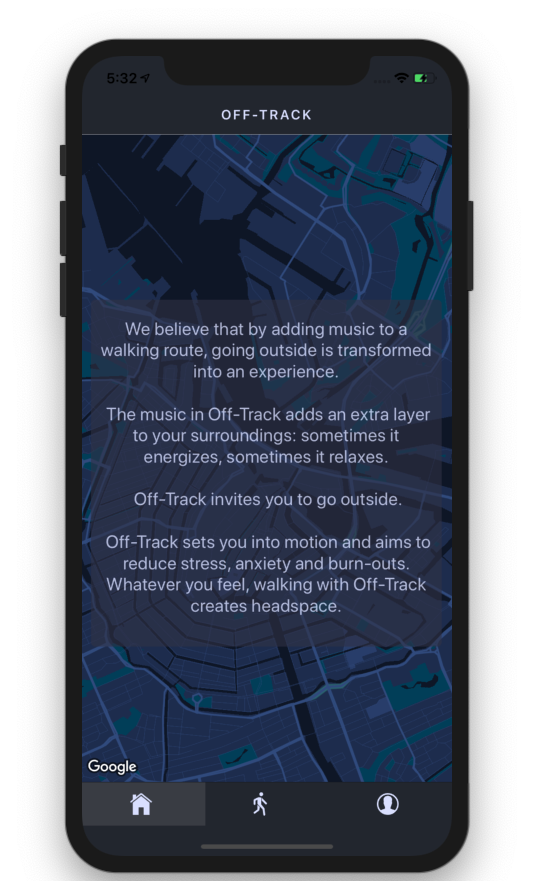 5:32
OFF-TRACK
We believe that by adding music to a
walking route, going outside is transformed
into an experience.
The music in Off-Track adds an extra layer
to your surroundings: sometimes it
energizes, sometimes it relaxes.
Off-Track invites you to go outside.
Off-Track sets you into motion and aims to
reduce stress, anxiety and burn-outs.
Whatever you feel, walking with Off-Track
creates headspace.
Google